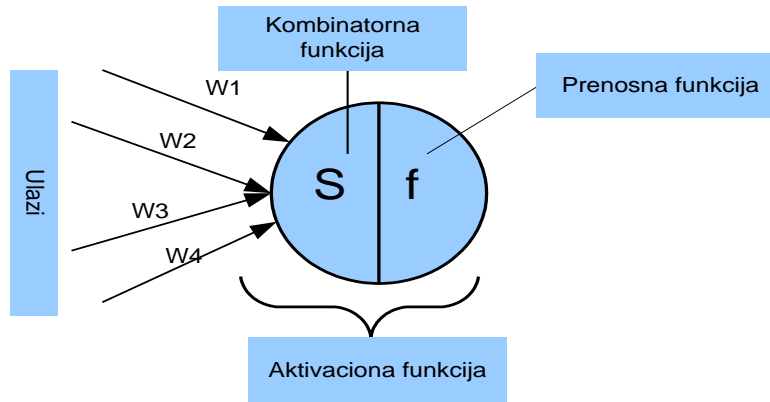 Kombinatorna
funkcija
Prenosna funkcija
W1
W2
W3
W4
Ulazi
S
f
Aktivaciona funkcija